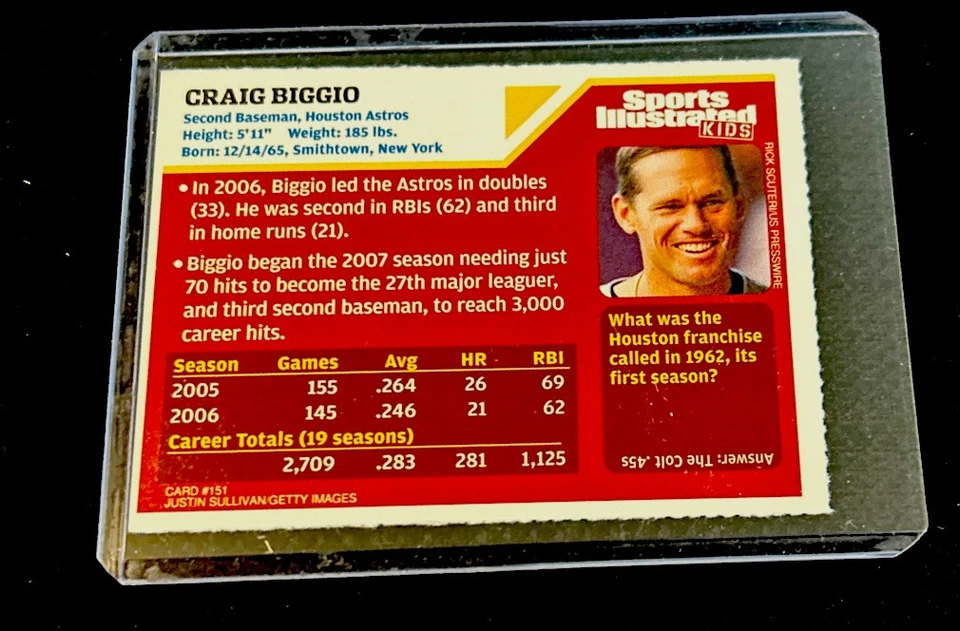 CRAIG BIGGIO
Second Baseman, Houston Astros
Height: 5'11" Weight: 185 lbs.
Born: 12/14/65, Smithtown, New York
Sports
Illustrated
KIDS
• In 2006, Biggio led the Astros in doubles
(33). He was second in RBIs (62) and third
in home runs (21).
• Biggio began the 2007 season needing just
70 hits to become the 27th major leaguer,
and third second baseman, to reach 3,000
career hits.
RICK SCUTERI/US PRESSWIRE
Season Games Avg HR RBI
2005 155 .264 26 69
2006 145 .246 21 62
Career Totals (19 seasons)
2,709 .283 281 1,125
What was the
Houston franchise
called in 1962, its
first season?
Answer: The Colt .45s
CARD #151
JUSTIN SULLIVAN/GETTY IMAGES